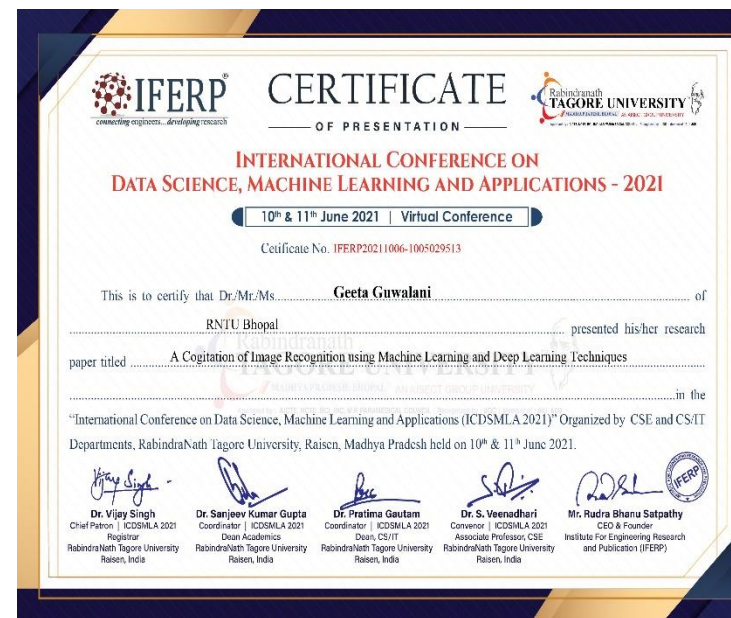 IFERP®
connecting engineers...developing research
CERTIFICATE
OF PRESENTATION
Rabindranath
TAGORE UNIVERSITY
INTERNATIONAL CONFERENCE ON
DATA SCIENCE, MACHINE LEARNING AND APPLICATIONS - 2021
10th & 11th June 2021 | Virtual Conference
Cetificate No. IFERP20211006-1005029513
This is to certify that Dr./Mr./Ms. Geeta Guwalani of
RNTU Bhopal presented his/her research
paper titled A Cogitation of Image Recognition using Machine Learning and Deep Learning Techniques
in the
“International Conference on Data Science, Machine Learning and Applications (ICDSMLA 2021)” Organized by CSE and CS/IT
Departments, RabindraNath Tagore University, Raisen, Madhya Pradesh held on 10th & 11th June 2021.
Dr. Vijay Singh
Chief Patron | ICDSMLA 2021
Registrar
RabindraNath Tagore University
Raisen, India
Dr. Sanjeev Kumar Gupta
Coordinator | ICDSMLA 2021
Dean Academics
RabindraNath Tagore University
Raisen, India
Dr. Pratima Gautam
Coordinator | ICDSMLA 2021
Dean, CS/IT
RabindraNath Tagore University
Raisen, India
Dr. S. Veenadhari
Convenor | ICDSMLA 2021
Associate Professor, CSE
RabindraNath Tagore University
Raisen, India
IFERP
Mr. Rudra Bhanu Satpathy
CEO & Founder
Institute For Engineering Research
and Publication (IFERP)